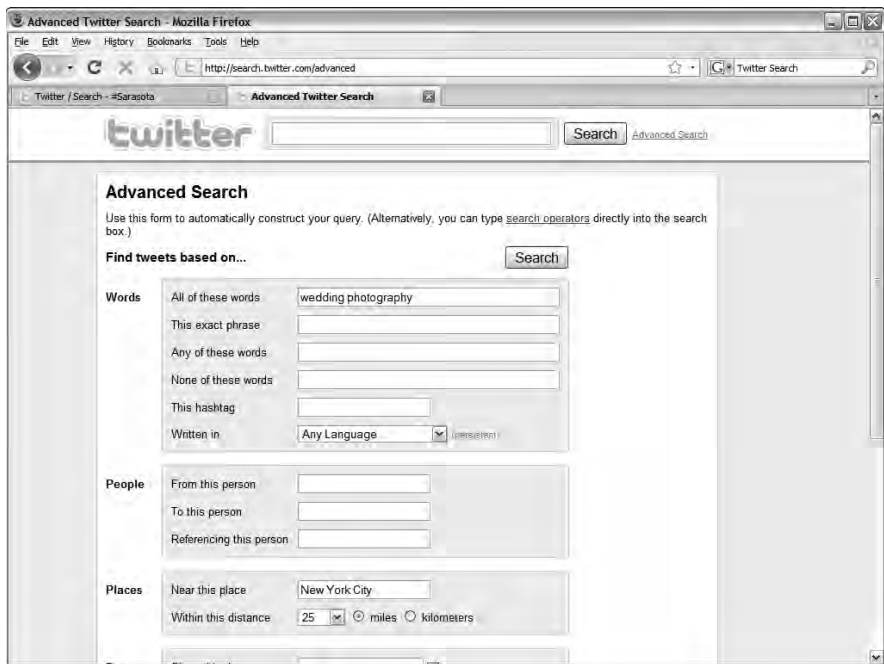 Advanced Twitter Search - Mozilla Firefox
File Edit View History Bookmarks Tools Help
http://search.twitter.com/advanced
G Twitter Search
Twitter / Search - #Sarasota
Advanced Twitter Search
twitter
Search
Advanced Search
Advanced Search
Use this form to automatically construct your query. (Alternatively, you can type search operators directly into the search
box.)
Find tweets based on...
Search
Words
All of these words
wedding photography
This exact phrase
Any of these words
None of these words
This hashtag
Written in
Any Language
(persistent)
People
From this person
To this person
Referencing this person
Places
Near this place
New York City
Within this distance
25
miles
kilometers